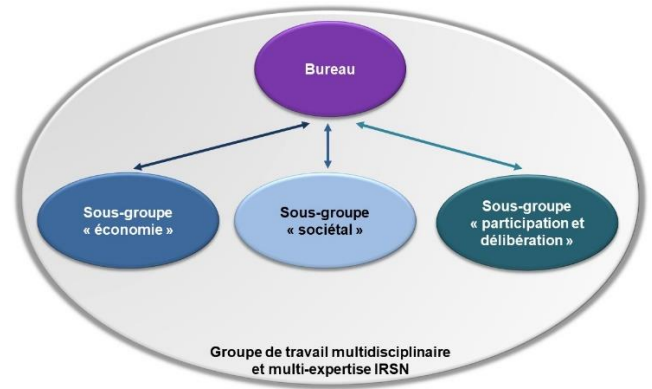 Bureau
Sous-groupe
« économie »
Sous-groupe
« sociétal »
Sous-groupe
« participation et
délibération »
Groupe de travail multidisciplinaire
et multi-expertise IRSN